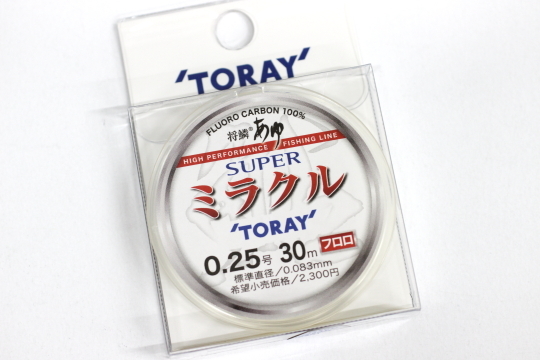 'TORAY'
FLUORO CARBON 100%
将鱗®あゆ
HIGH PERFORMANCE FISHING LINE
SUPER
ミラクル
'TORAY'
0.25号 30m フロロ
標準直径/0.083mm
希望小売価格/2,300円